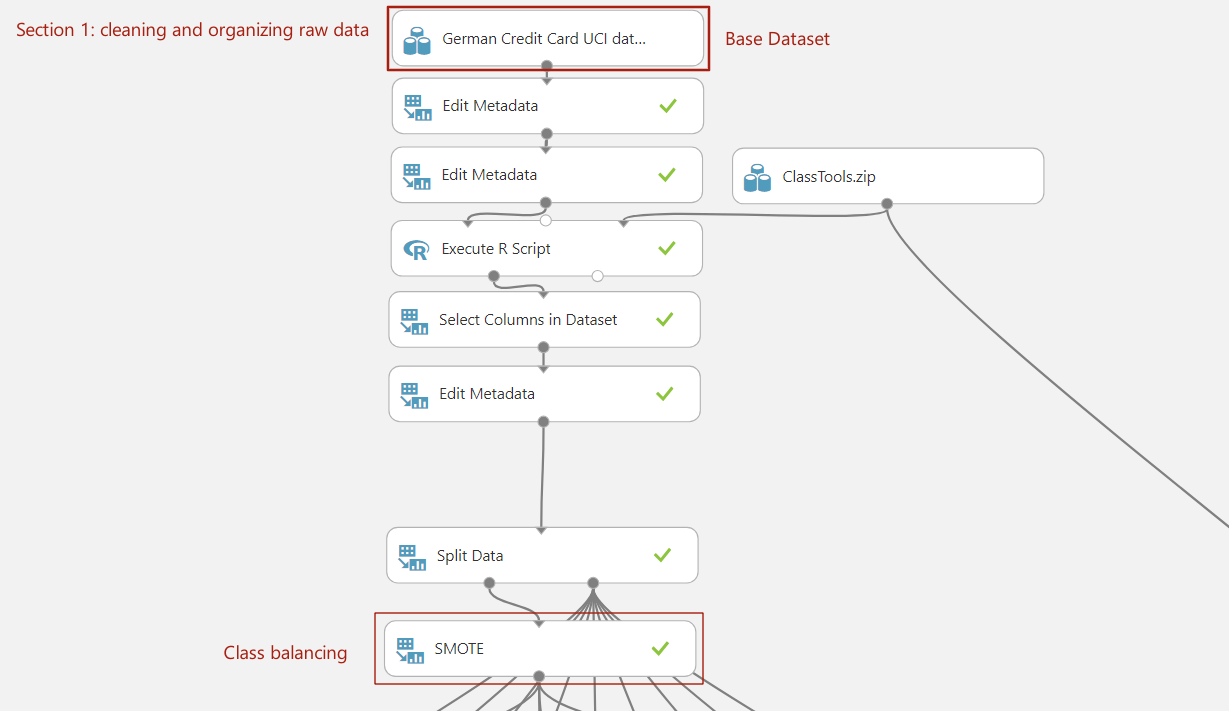 Section 1: cleaning and organizing raw data
German Credit Card UCI dat...
Base Dataset
Edit Metadata
Edit Metadata
ClassTools.zip
Execute R Script
Select Columns in Dataset
Edit Metadata
Split Data
Class balancing
SMOTE